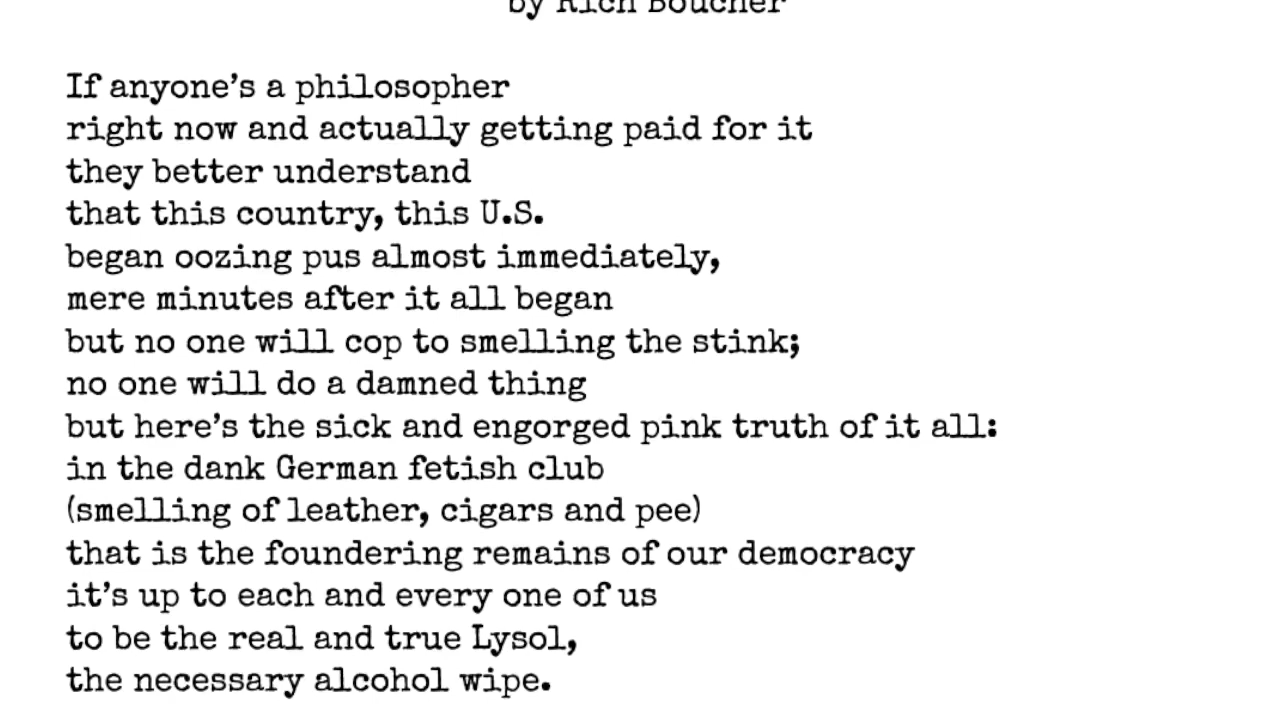 by Rich Boucher
If anyone’s a philosopher
right now and actually getting paid for it
they better understand
that this country, this U.S.
began oozing pus almost immediately,
mere minutes after it all began
but no one will cop to smelling the stink;
no one will do a damned thing
but here’s the sick and engorged pink truth of it all:
in the dank German fetish club
(smelling of leather, cigars and pee)
that is the foundering remains of our democracy
it’s up to each and every one of us
to be the real and true Lysol,
the necessary alcohol wipe.